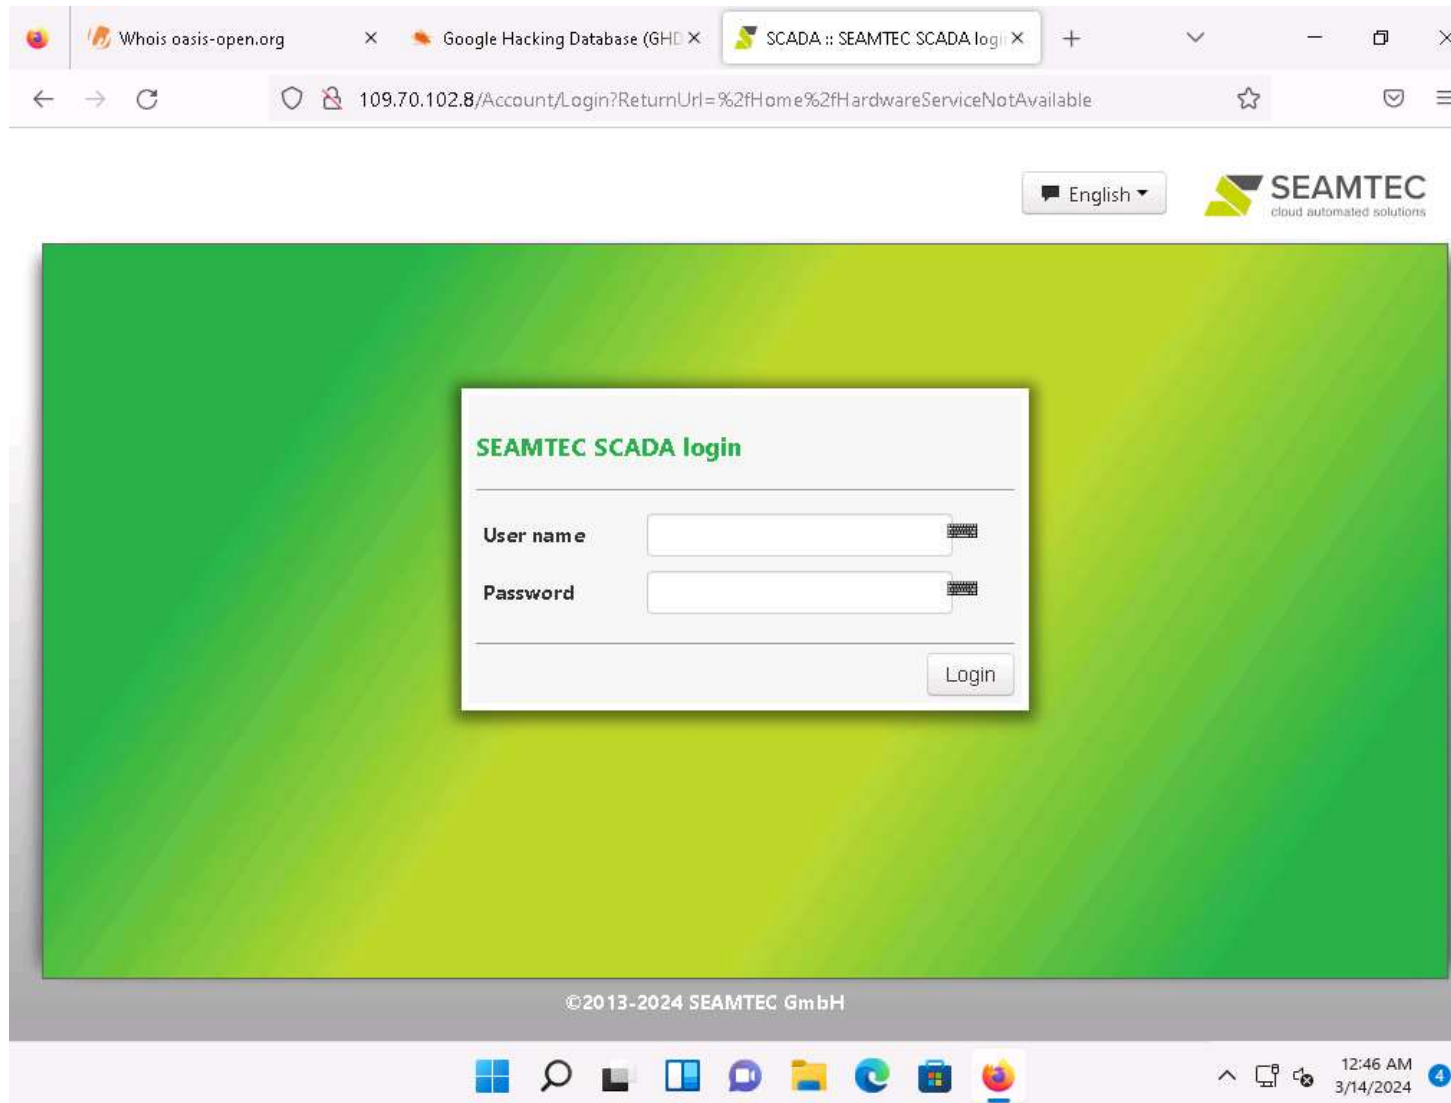 Whois oasis-open.org
Google Hacking Database (GHD
SCADA :: SEAMTEC SCADA logi
109.70.102.8/Account/Login?ReturnUrl=%2fHome%2fHardwareServiceNotAvailable
English
SEAMTEC
cloud automated solutions
SEAMTEC SCADA login
User name
Password
Login
©2013-2024 SEAMTEC GmbH
12:46 AM
3/14/2024
4